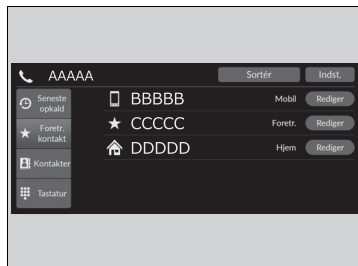 AAAAA Sortér Indst.
Seneste
opkald
Foretr.
kontakt
Kontakter
Tastatur
BBBBB Mobil Rediger
CCCCC Foretr. Rediger
DDDDD Hjem Rediger